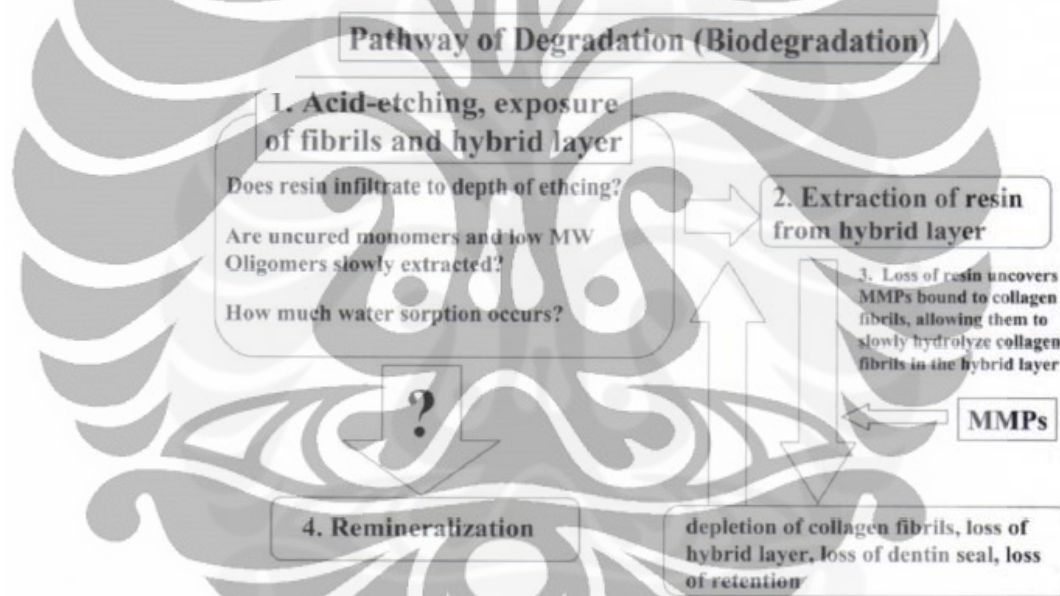 Pathway of Degradation (Biodegradation)
1. Acid-etching, exposure
of fibrils and hybrid layer
Does resin infiltrate to depth of ethcing?
Are uncured monomers and low MW
Oligomers slowly extracted?
How much water sorption occurs?
2. Extraction of resin
from hybrid layer
3. Loss of resin uncovers
MMPs bound to collagen
fibrils, allowing them to
slowly hydrolyze collagen
fibrils in the hybrid layer
?
MMPs
4. Remineralization
depletion of collagen fibrils, loss of
hybrid layer, loss of dentin seal, loss
of retention